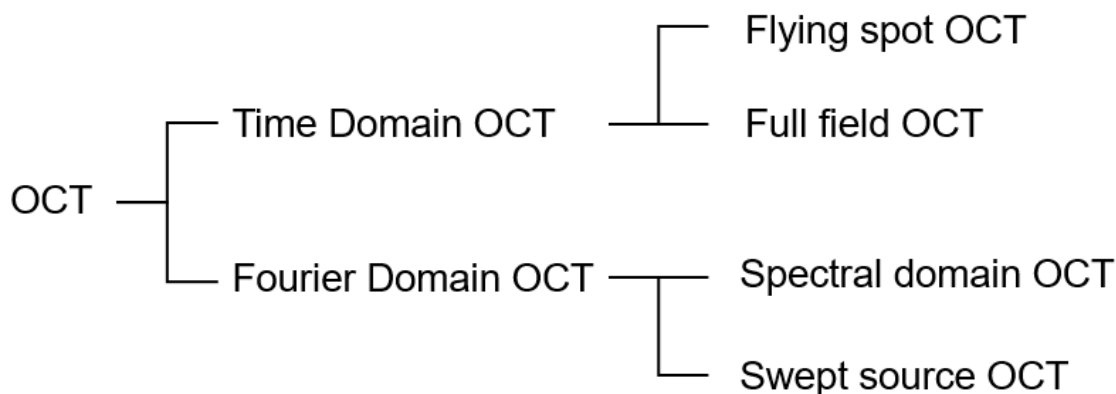 Flying spot OCT
Time Domain OCT
Full field OCT
OCT
Fourier Domain OCT
Spectral domain OCT
Swept source OCT